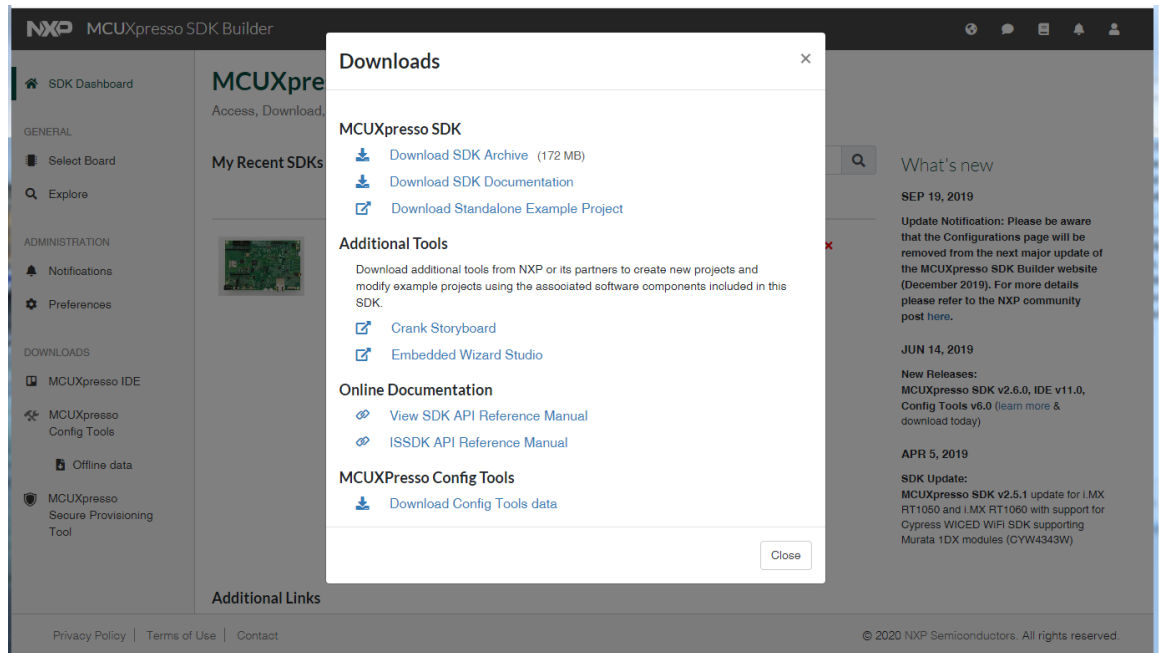 NXP MCUXpresso SDK Builder
SDK Dashboard
GENERAL
Select Board
Explore
ADMINISTRATION
Notifications
Preferences
DOWNLOADS
MCUXpresso IDE
MCUXpresso
Config Tools
Offline data
MCUXpresso
Secure Provisioning
Tool
MCUXpre
Access, Download,
My Recent SDKs
Additional Links
Downloads
×
MCUXpresso SDK
Download SDK Archive (172 MB)
Download SDK Documentation
Download Standalone Example Project
Additional Tools
Download additional tools from NXP or its partners to create new projects and
modify example projects using the associated software components included in this
SDK.
Crank Storyboard
Embedded Wizard Studio
Online Documentation
View SDK API Reference Manual
ISSDK API Reference Manual
MCUXPresso Config Tools
Download Config Tools data
Close
What's new
SEP 19, 2019
Update Notification: Please be aware
that the Configurations page will be
removed from the next major update of
the MCUXpresso SDK Builder website
(December 2019). For more details
please refer to the NXP community
post here.
JUN 14, 2019
New Releases:
MCUXpresso SDK v2.6.0, IDE v11.0,
Config Tools v6.0 (learn more &
download today)
APR 5, 2019
SDK Update:
MCUXpresso SDK v2.5.1 update for i.MX
RT1050 and i.MX RT1060 with support for
Cypress WICED WiFi SDK supporting
Murata 1DX modules (CYW4343W)
Privacy Policy | Terms of Use | Contact
© 2020 NXP Semiconductors. All rights reserved.